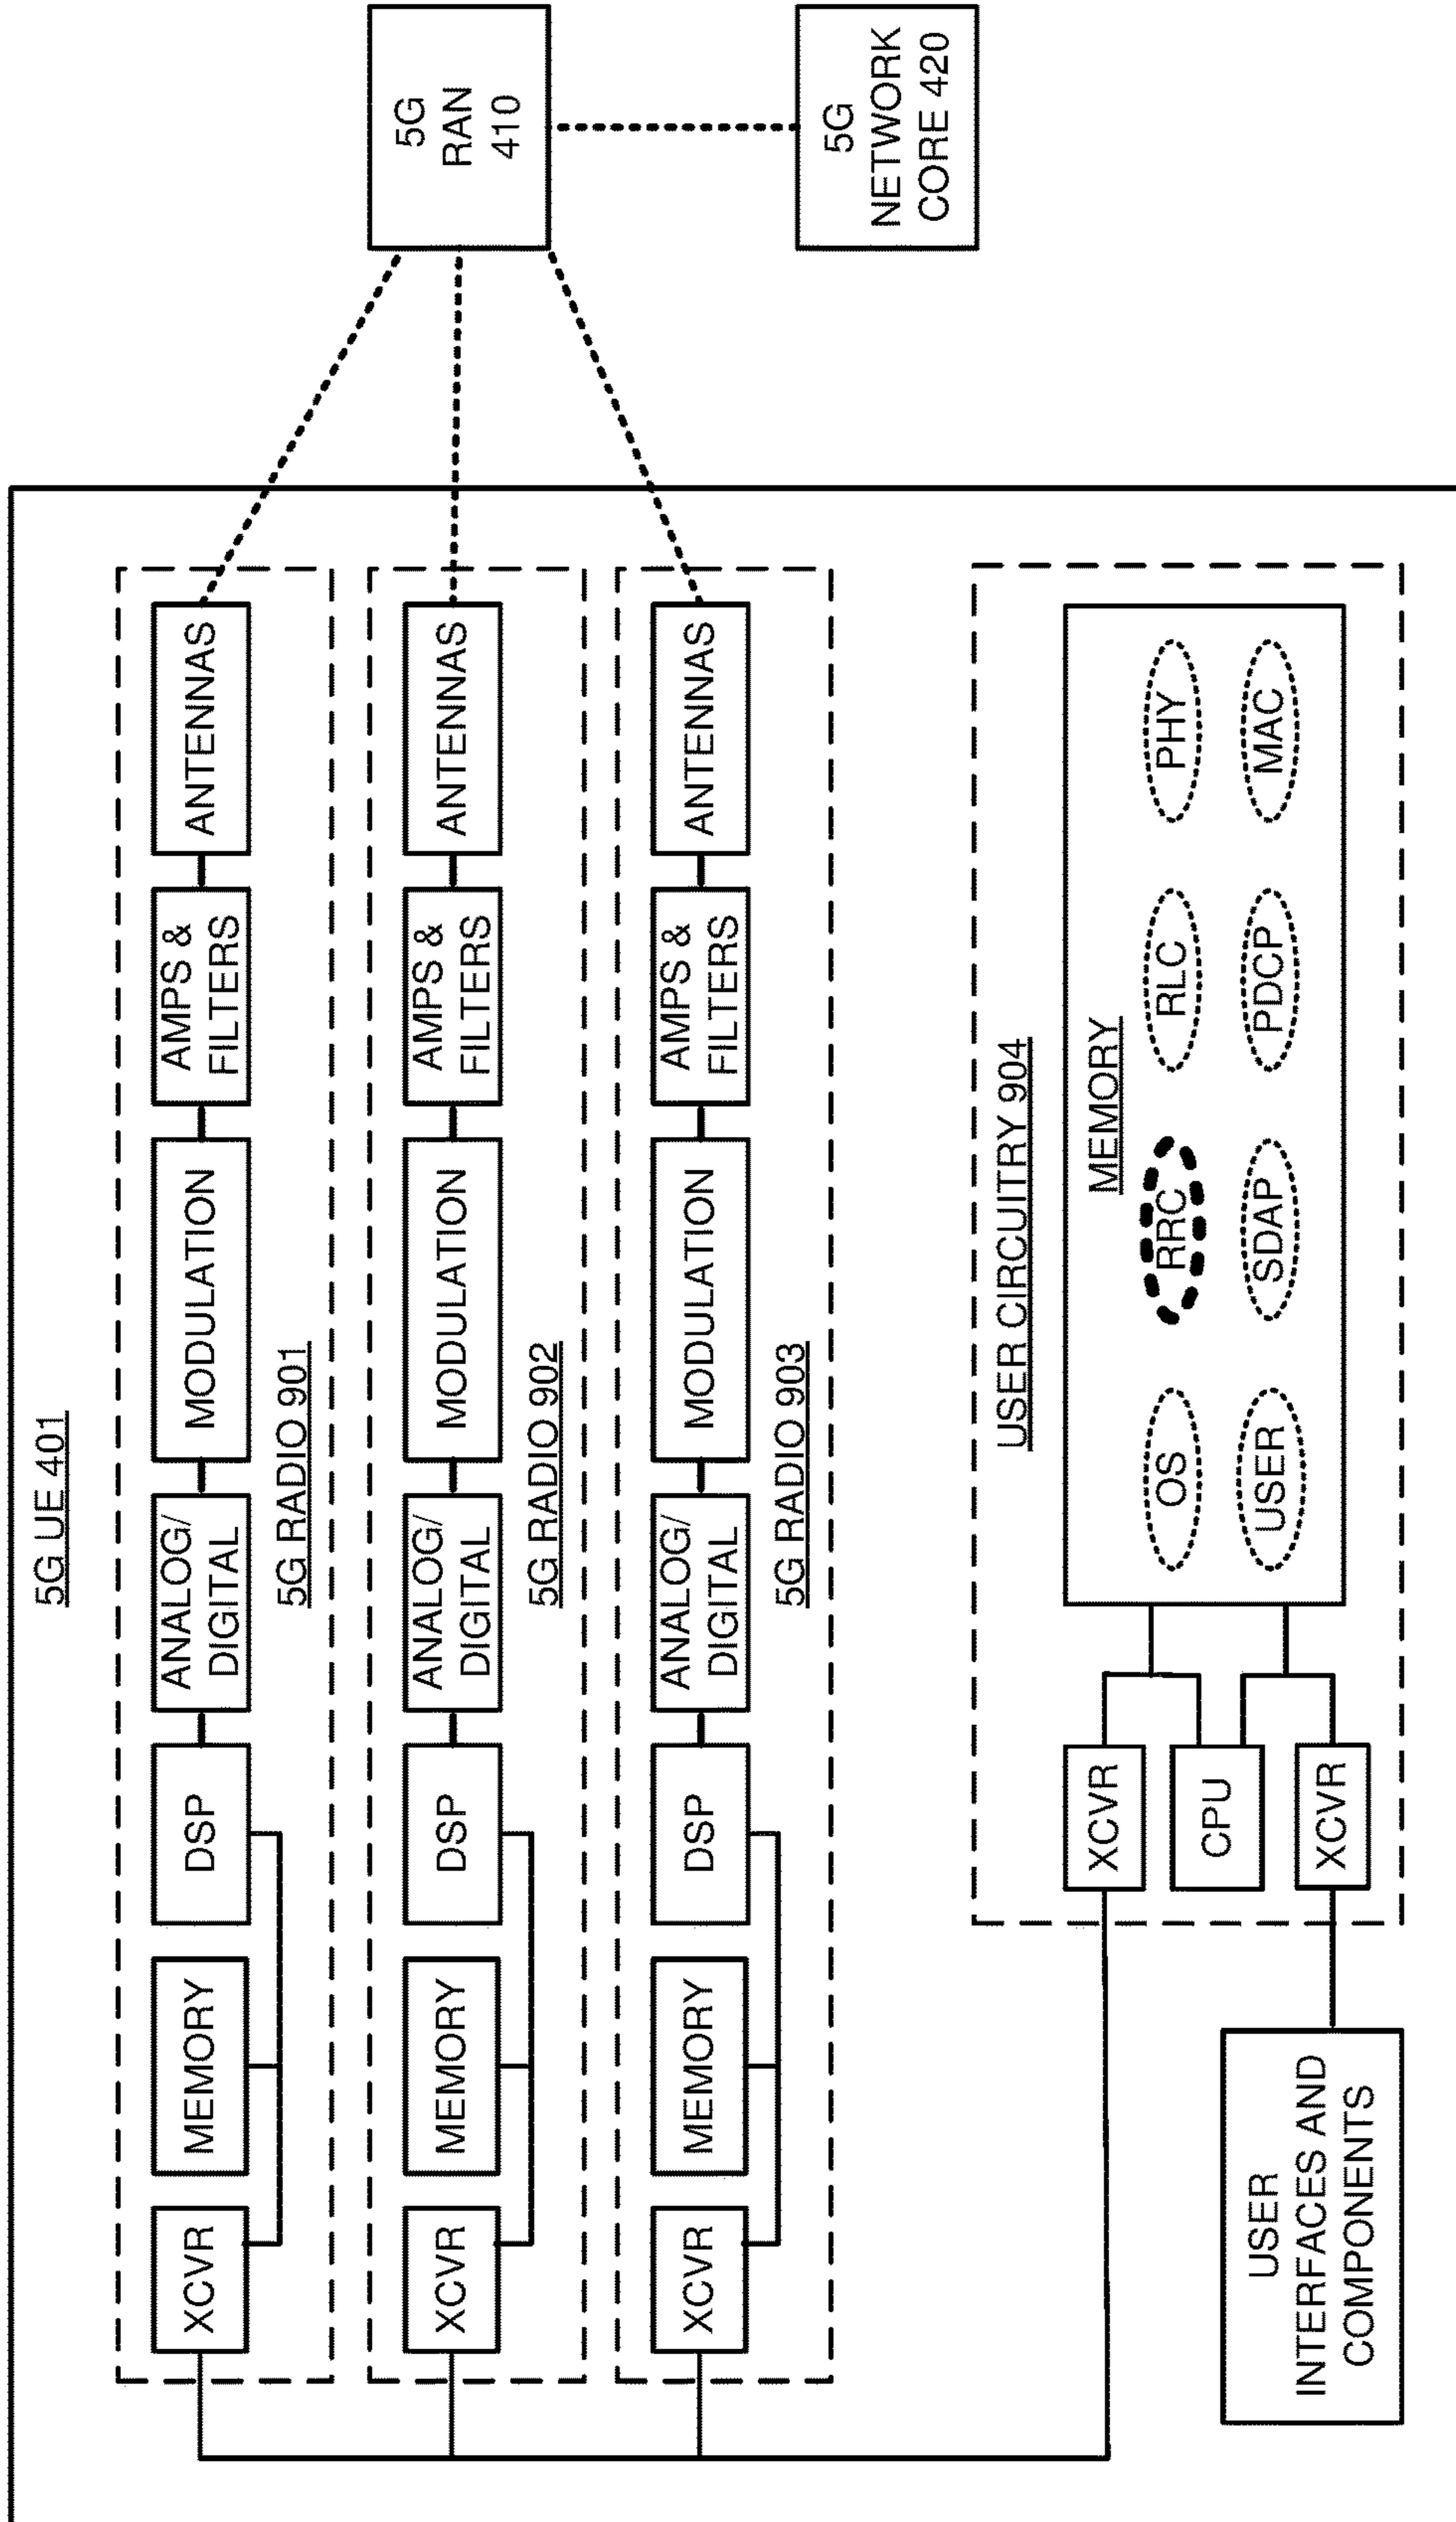 5G UE 401
XCVR
MEMORY
DSP
ANALOG/
DIGITAL
MODULATION
AMPS &
FILTERS
ANTENNAS
5G RADIO 901
XCVR
MEMORY
DSP
ANALOG/
DIGITAL
MODULATION
AMPS &
FILTERS
ANTENNAS
5G RADIO 902
XCVR
MEMORY
DSP
ANALOG/
DIGITAL
MODULATION
AMPS &
FILTERS
ANTENNAS
5G RADIO 903
5G
RAN
410
5G
NETWORK
CORE 420
USER CIRCUITRY 904
XCVR
CPU
XCVR
MEMORY
OS
RRC
RLC
PHY
USER
SDAP
PDCP
MAC
USER
INTERFACES AND
COMPONENTS